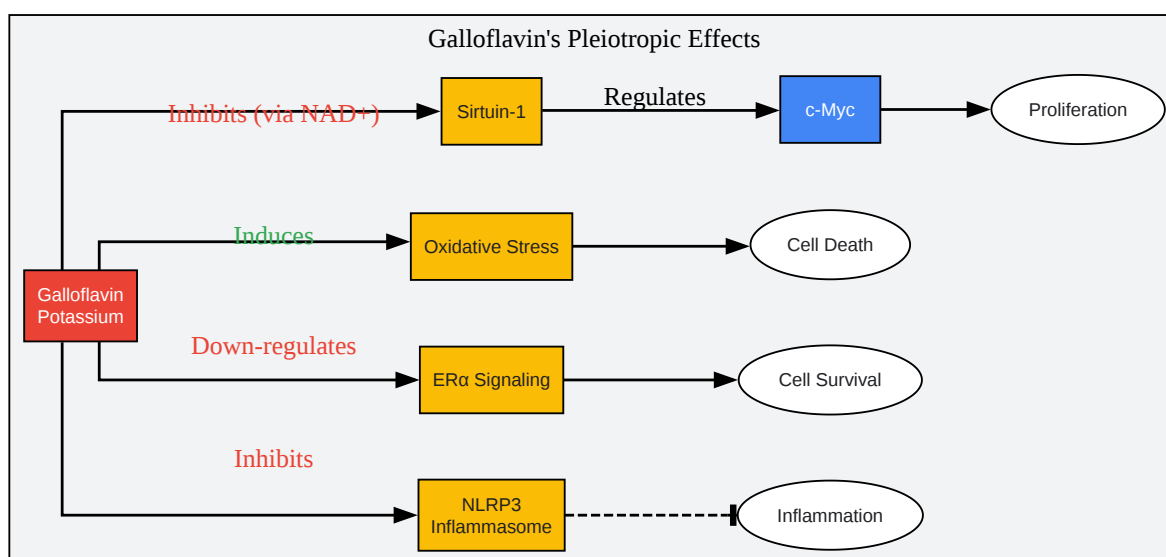 Galloflavin's Pleiotropic Effects
Inhibits (via NAD+)
Sirtuin-1
Regulates
c-Myc
Proliferation
Induces
Oxidative Stress
Cell Death
Galloflavin
Potassium
Down-regulates
ERα Signaling
Cell Survival
Inhibits
NLRP3
Inflammasome
Inflammation